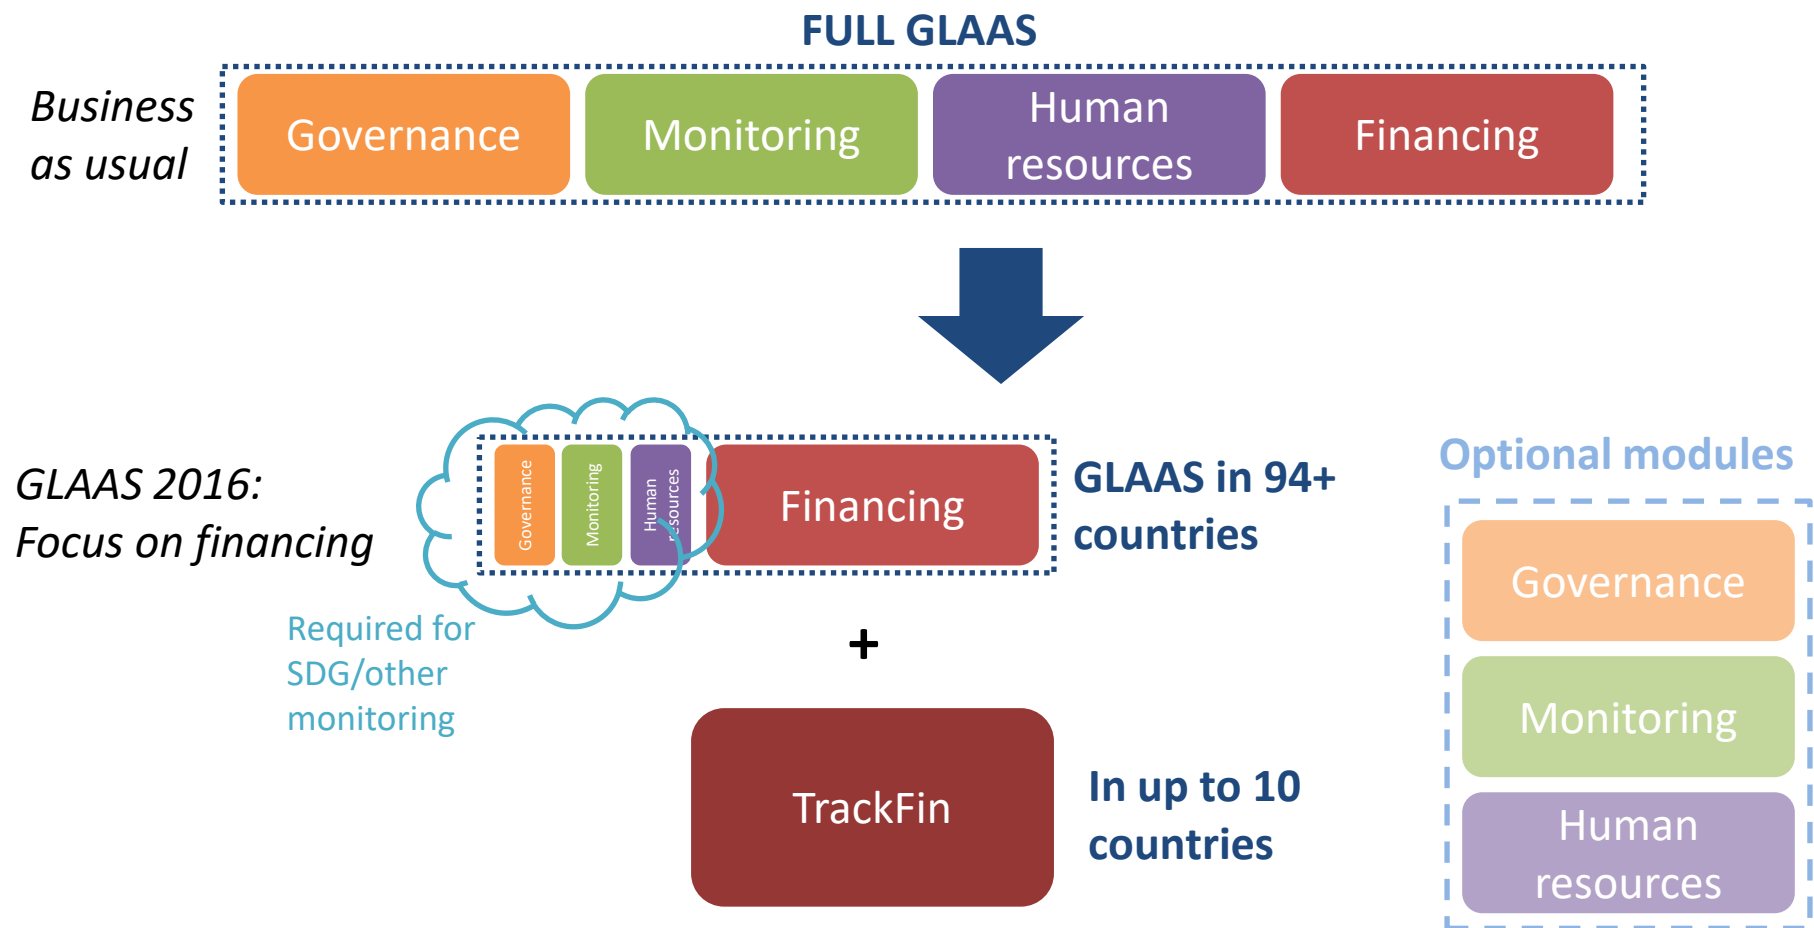 FULL GLAAS
Business
as usual
Governance
Monitoring
Human
resources
Financing
GLAAS 2016:
Focus on financing
Governance
Monitoring
Human
resources
Financing
GLAAS in 94+
countries
Required for
SDG/other
monitoring
+
TrackFin
In up to 10
countries
Optional modules
Governance
Monitoring
Human
resources